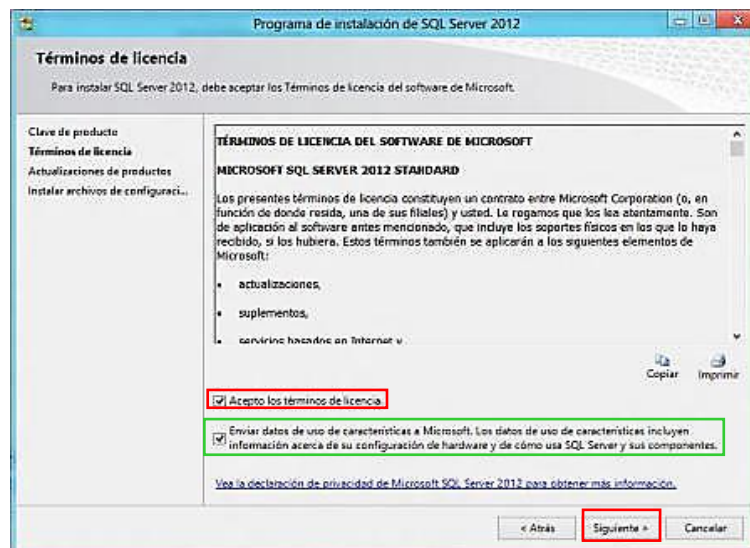 Programa de instalación de SQL Server 2012
Términos de licencia
Para instalar SQL Server 2012, debe aceptar los Términos de licencia del software de Microsoft.
Clave de producto
Términos de licencia
Actualizaciones de productos
Instalar archivos de configuraci...
TÉRMINOS DE LICENCIA DEL SOFTWARE DE MICROSOFT
MICROSOFT SQL SERVER 2012 STANDARD
Los presentes términos de licencia constituyen un contrato entre Microsoft Corporation (o, en
función de donde resida, una de sus filiales) y usted. Le rogamos que los lea atentamente. Son
de aplicación al software antes mencionado, que incluye los soportes físicos en los que lo haya
recibido, si los hubiera. Estos términos también se aplicarán a los siguientes elementos de
Microsoft:
• actualizaciones,
• suplementos,
• servicios basados en Internet y
Copiar Imprimir
Acepto los términos de licencia
Enviar datos de uso de características a Microsoft. Los datos de uso de características incluyen
información acerca de su configuración de hardware y de cómo usa SQL Server y sus componentes.
Vea la declaración de privacidad de Microsoft SQL Server 2012 para obtener más información.
< Atrás Siguiente > Cancelar